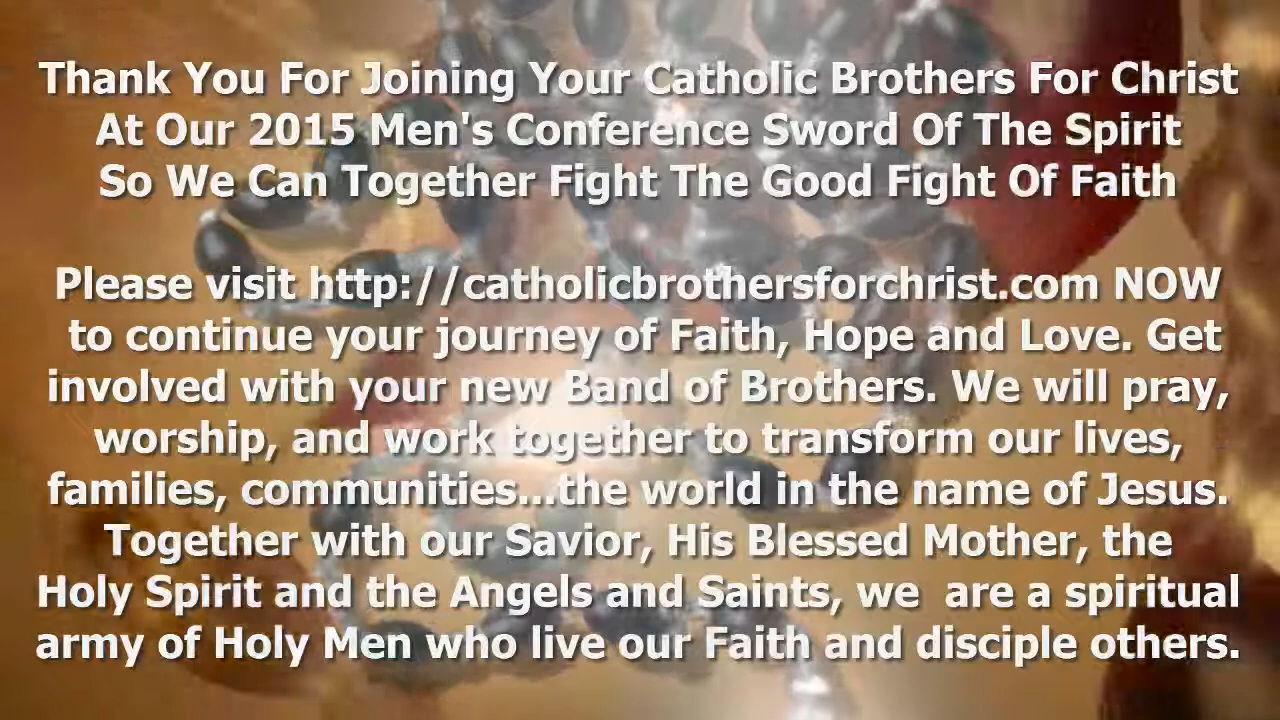 Thank You For Joining Your Catholic Brothers For Christ
At Our 2015 Men's Conference Sword Of The Spirit
So We Can Together Fight The Good Fight Of Faith
Please visit http://catholicbrothersforchrist.com NOW
to continue your journey of Faith, Hope and Love. Get
involved with your new Band of Brothers. We will pray,
worship, and work together to transform our lives,
families, communities...the world in the name of Jesus.
Together with our Savior, His Blessed Mother, the
Holy Spirit and the Angels and Saints, we  are a spiritual
army of Holy Men who live our Faith and disciple others.